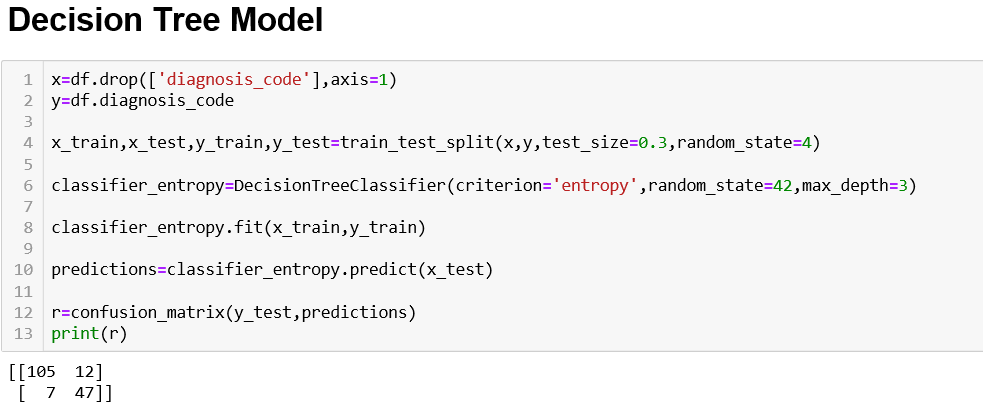 Decision Tree Model
1 x=df.drop(['diagnosis_code'],axis=1)
2 y=df.diagnosis_code
3
4 x_train,x_test,y_train,y_test=train_test_split(x,y,test_size=0.3,random_state=4)
5
6 classifier_entropy=DecisionTreeClassifier(criterion='entropy',random_state=42,max_depth=3)
7
8 classifier_entropy.fit(x_train,y_train)
9
10 predictions=classifier_entropy.predict(x_test)
11
12 r=confusion_matrix(y_test,predictions)
13 print(r)
[[105  12]
 [  7  47]]